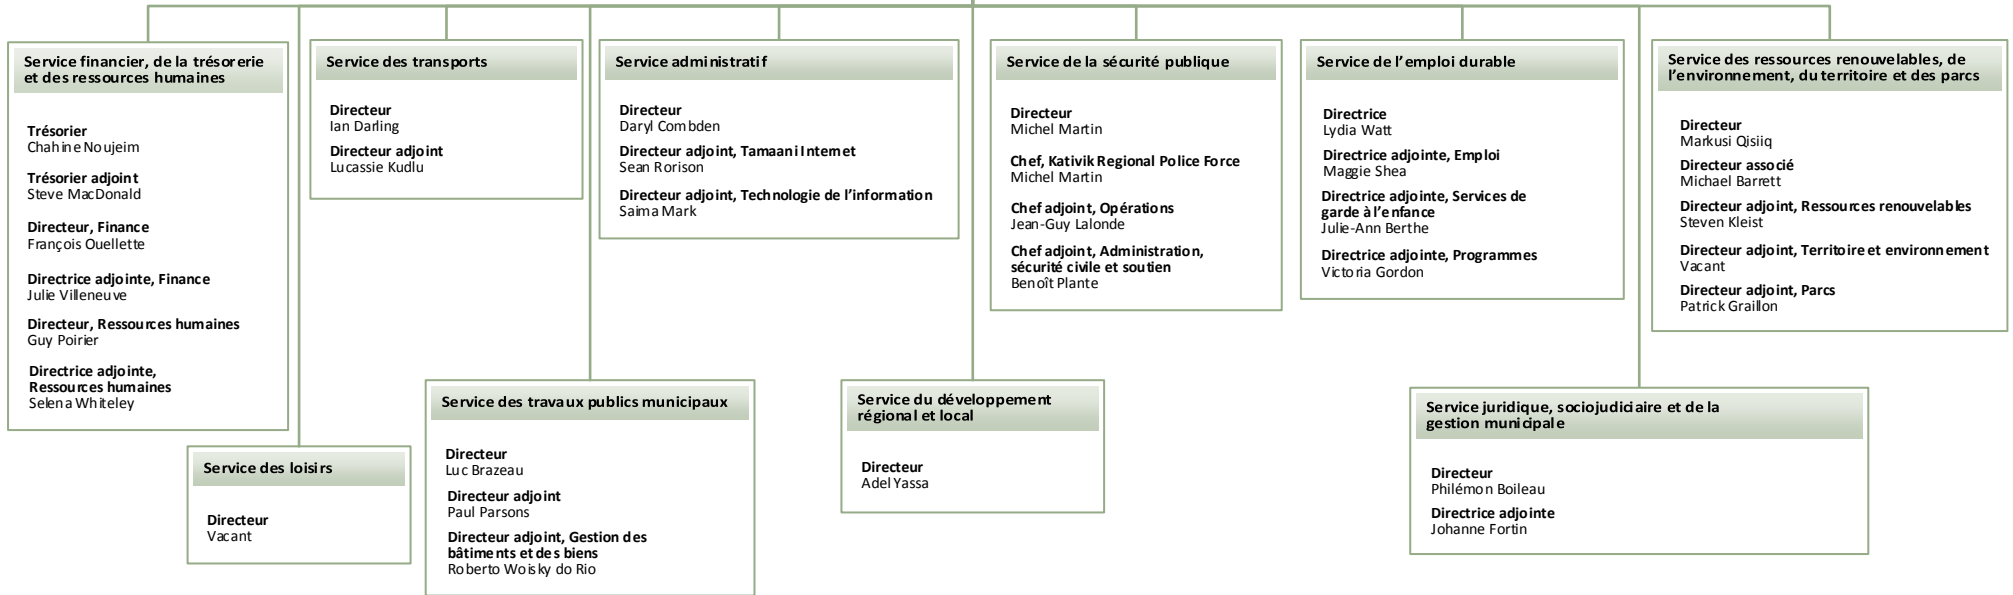 Service financier, de la trésorerie
et des ressources humaines
Trésorier
Chahine Noujeim
Trésorier adjoint
Steve MacDonald
Directeur, Finance
François Ouellette
Directrice adjointe, Finance
Julie Villeneuve
Directeur, Ressources humaines
Guy Poirier
Directrice adjointe,
Ressources humaines
Selena Whiteley
Service des transports
Directeur
Ian Darling
Directeur adjoint
Lucassie Kudlu
Service administratif
Directeur
Daryl Combden
Directeur adjoint, Tamaani Internet
Sean Rorison
Directeur adjoint, Technologie de l'information
Saima Mark
Service de la sécurité publique
Directeur
Michel Martin
Chef, Kativik Regional Police Force
Michel Martin
Chef adjoint, Opérations
Jean-Guy Lalonde
Chef adjoint, Administration,
sécurité civile et soutien
Benoît Plante
Service de l'emploi durable
Directrice
Lydia Watt
Directrice adjointe, Emploi
Maggie Shea
Directrice adjointe, Services de
garde à l'enfance
Julie-Ann Berthe
Directrice adjointe, Programmes
Victoria Gordon
Service des ressources renouvelables, de
l'environnement, du territoire et des parcs
Directeur
Markusi Qisiiq
Directeur associé
Michael Barrett
Directeur adjoint, Ressources renouvelables
Steven Kleist
Directeur adjoint, Territoire et environnement
Vacant
Directeur adjoint, Parcs
Patrick Graillon
Service des loisirs
Directeur
Vacant
Service des travaux publics municipaux
Directeur
Luc Brazeau
Directeur adjoint
Paul Parsons
Directeur adjoint, Gestion des
bâtiments et des biens
Roberto Woisky do Rio
Service du développement
régional et local
Directeur
Adel Yassa
Service juridique, sociojudiciaire et de la
gestion municipale
Directeur
Philémon Boileau
Directrice adjointe
Johanne Fortin